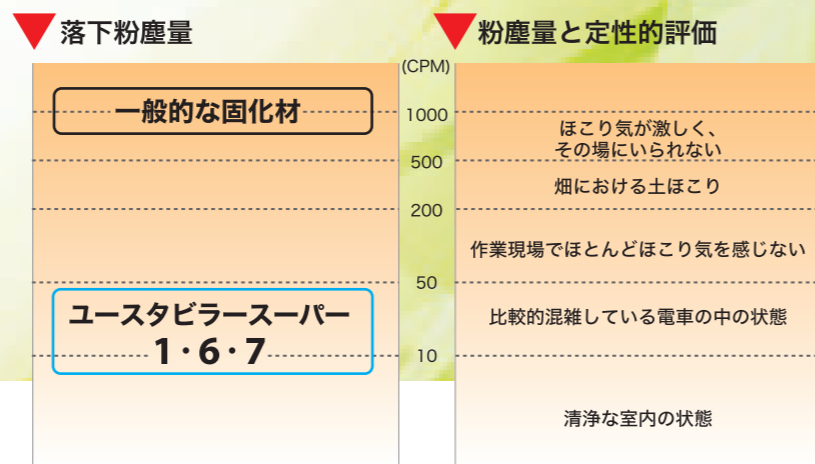 落下粉塵量
粉塵量と定性的評価
(CPM)
一般的な固化材
1000
ほこり気が激しく、
その場にいられない
500
畑における土ほこり
200
作業現場でほとんどほこり気を感じない
50
ユースタビラースーパー
1・6・7
比較的混雑している電車の中の状態
10
清浄な室内の状態